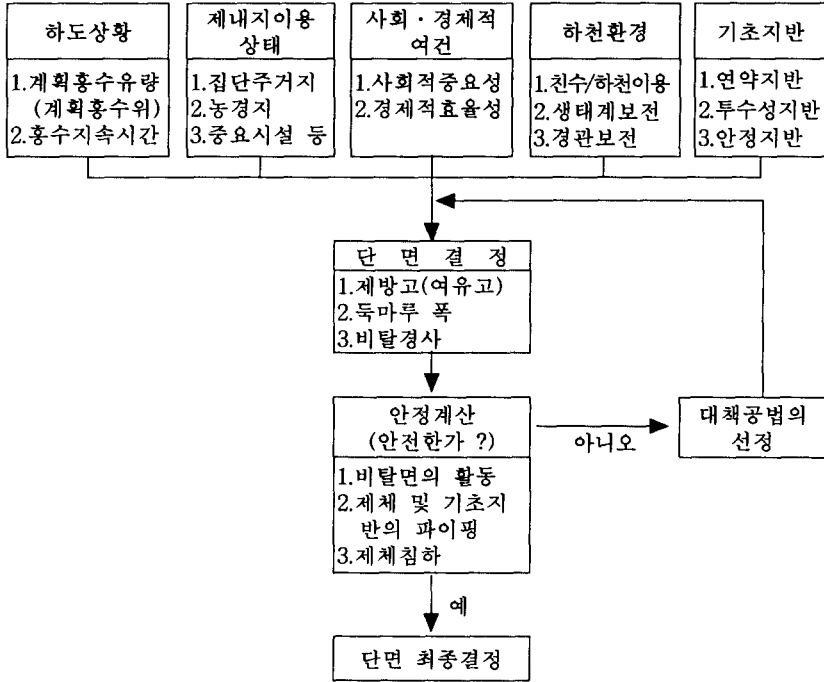 하도상황
1.계획홍수유량
(계획홍수위)
2.홍수지속시간
제내지이용
상태
1.집단주거지
2.농경지
3.중요시설 등
사회·경제적
여건
1.사회적중요성
2.경제적효율성
하천환경
1.친수/하천이용
2.생태계보전
3.경관보전
기초지반
1.연약지반
2.투수성지반
3.안정지반
단 면 결 정
1.제방고(여유고)
2.둑마루 폭
3.비탈경사
안정계산
(안전한가 ?)
1.비탈면의 활동
2.제체 및 기초지
반의 파이핑
3.제체침하
아니오
대책공법의
선정
예
단면 최종결정